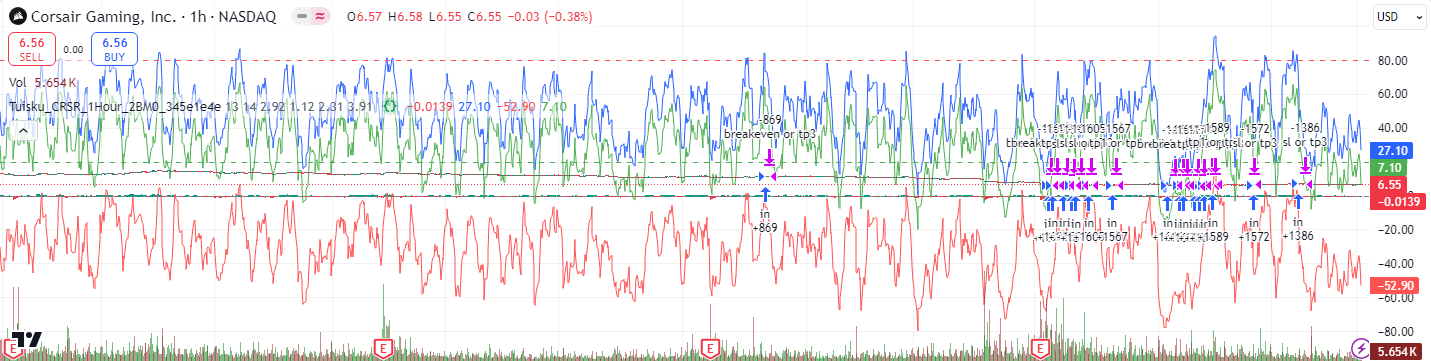 Corsair Gaming, Inc. · 1h · NASDAQ O6.57 H6.58 L6.55 C6.55 −0.03 (−0.38%)
USD
6.56
SELL
0.00
6.56
BUY
Vol 5.654 K
Tuisku_CRSR_1Hour_2BM0_345e1e4e 13 14 2.92 1.12 2.31 3.91 −0.0139 27.10 −52.90 7.10
80.00
60.00
40.00
27.10
7.10
6.55
−0.0139
−20.00
−40.00
−52.90
−60.00
−80.00
5.654 K
-869
breakeven or tp3
in
+869
-1567
in
+1567
-1589
in
-1572
in
+1572
-1386
sl or tp3
in
+1386
E
E
E
E